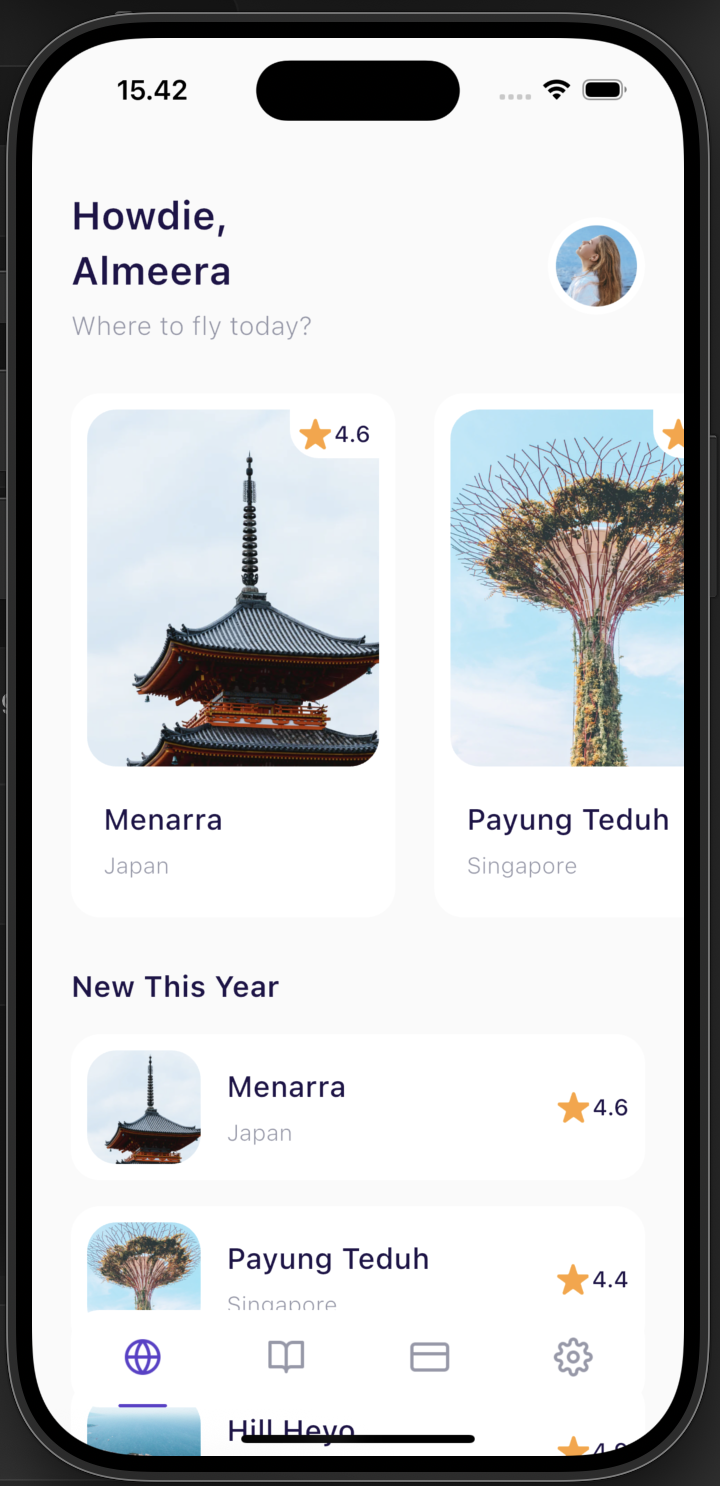 15.42
Howdie,
Almeera
Where to fly today?
4.6
Menarra
Japan
Payung Teduh
Singapore
New This Year
Menarra
Japan
4.6
Payung Teduh
Singapore
4.4
Hill Heyo